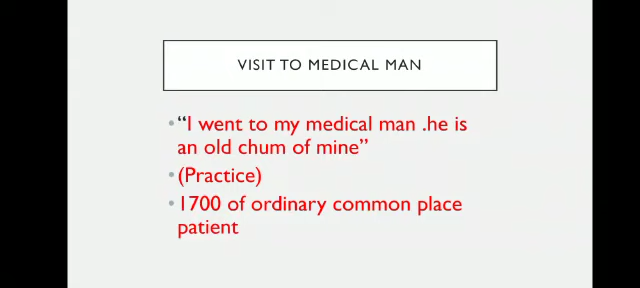 VISIT TO MEDICAL MAN
• "I went to my medical man .he is
an old chum of mine"
• (Practice)
• 1700 of ordinary common place
patient